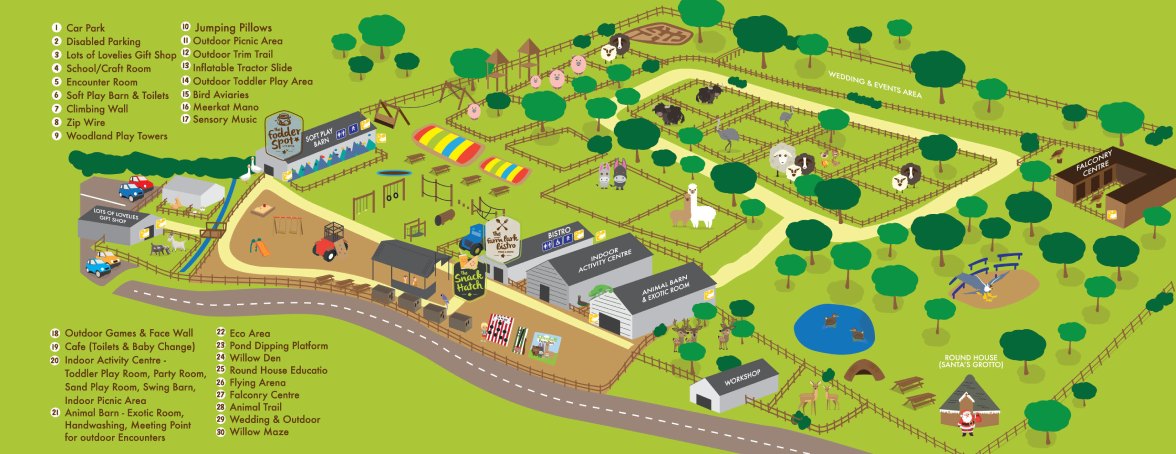 1 Car Park
2 Disabled Parking
3 Lots of Lovelies Gift Shop
4 School/Craft Room
5 Encounter Room
6 Soft Play Barn & Toilets
7 Climbing Wall
8 Zip Wire
9 Woodland Play Towers
10 Jumping Pillows
11 Outdoor Picnic Area
12 Outdoor Trim Trail
13 Inflatable Tractor Slide
14 Outdoor Toddler Play Area
15 Bird Aviaries
16 Meerkat Mano
17 Sensory Music
The
Fodder
Spot
SOFT PLAY
BARN
WEDDING & EVENTS AREA
FALCONRY
CENTRE
LOTS OF LOVELIES
GIFT SHOP
The
Farm Park
Bistro
BISTRO
INDOOR
ACTIVITY CENTRE
The
Snack
Hatch
ANIMAL BARN
& EXOTIC ROOM
WORKSHOP
ROUND HOUSE
(SANTA'S GROTTO)
18 Outdoor Games & Face Wall
19 Cafe (Toilets & Baby Change)
20 Indoor Activity Centre -
Toddler Play Room, Party Room,
Sand Play Room, Swing Barn,
Indoor Picnic Area
21 Animal Barn - Exotic Room,
Handwashing, Meeting Point
for outdoor Encounters
22 Eco Area
23 Pond Dipping Platform
24 Willow Den
25 Round House Educatio
26 Flying Arena
27 Falconry Centre
28 Animal Trail
29 Wedding & Outdoor
30 Willow Maze